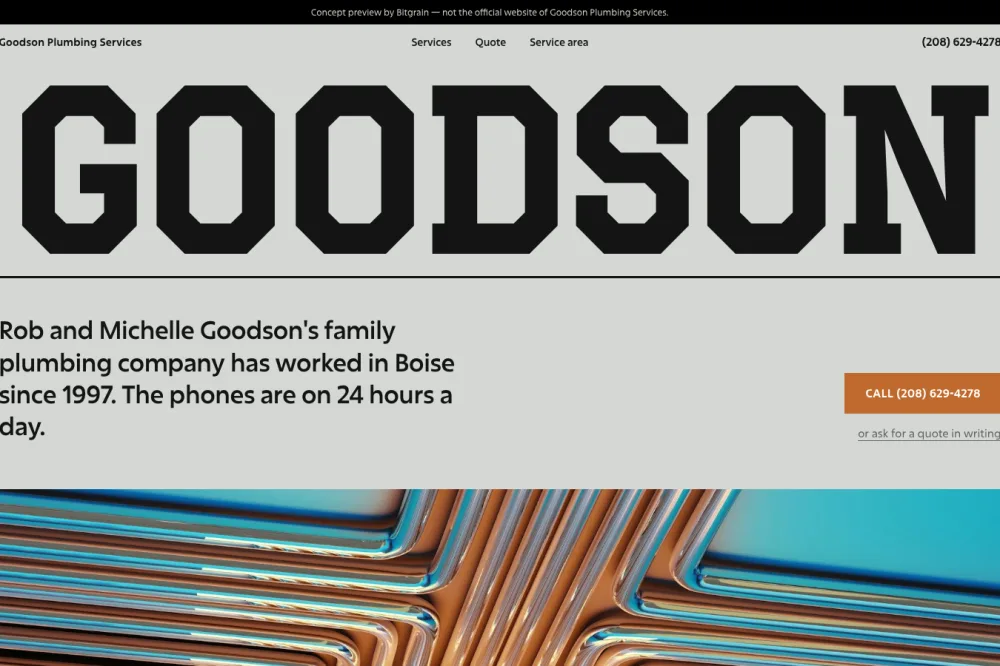 Concept preview by Bitgrain — not the official website of Goodson Plumbing Services.
Goodson Plumbing Services
Services
Quote
Service area
(208) 629-4278
GOODSON
Rob and Michelle Goodson's family
plumbing company has worked in Boise
since 1997. The phones are on 24 hours a
day.
CALL (208) 629-4278
or ask for a quote in writing